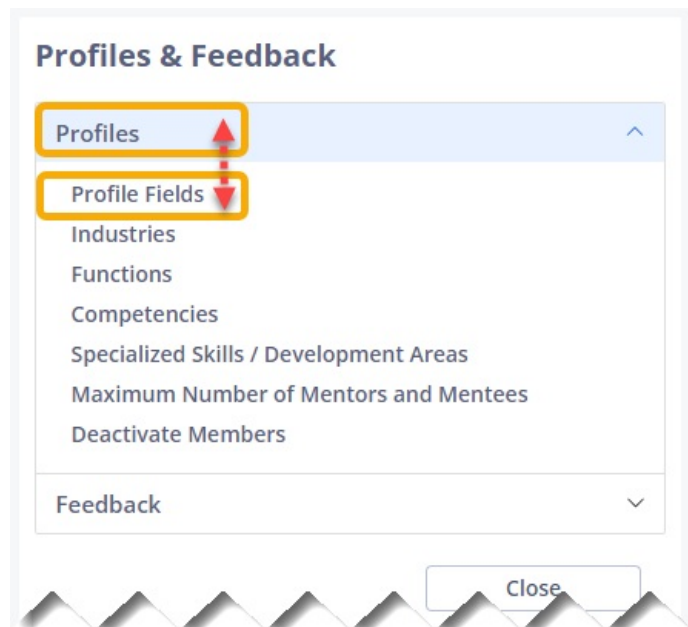 Profiles & Feedback
Profiles
Profile Fields
Industries
Functions
Competencies
Specialized Skills / Development Areas
Maximum Number of Mentors and Mentees
Deactivate Members
Feedback
Close